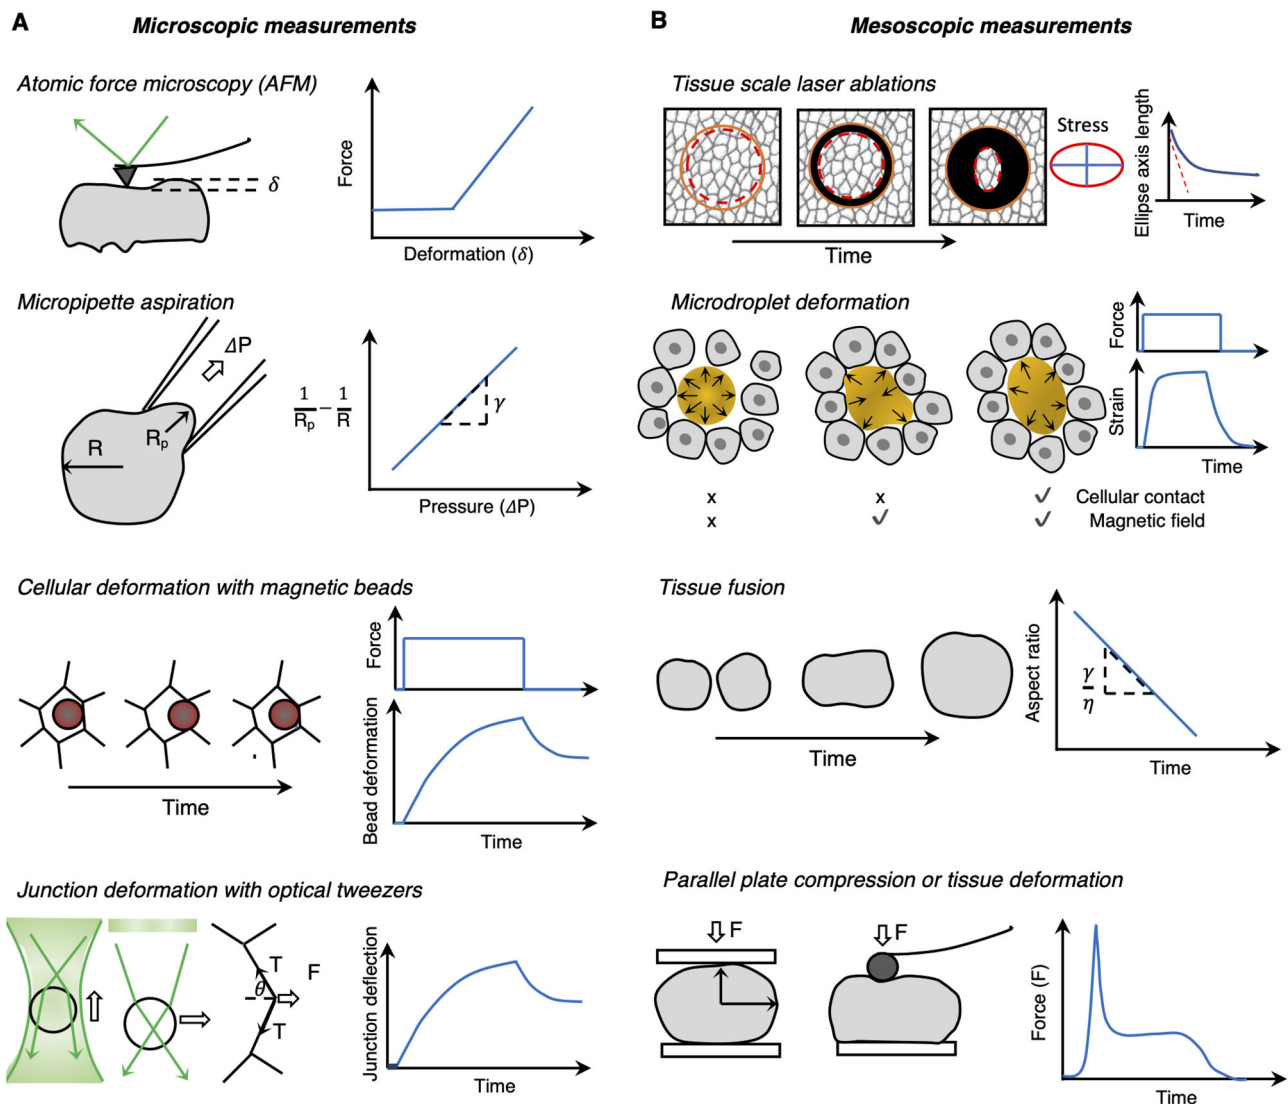 A
Microscopic measurements
Atomic force microscopy (AFM)
δ
Force
Deformation (δ)
Micropipette aspiration
ΔP
Rp
R
1/Rp − 1/R
γ
Pressure (ΔP)
Cellular deformation with magnetic beads
Time
Force
Bead deformation
Time
Junction deformation with optical tweezers
T
θ
F
T
Junction deflection
Time
B
Mesoscopic measurements
Tissue scale laser ablations
Time
Stress
Ellipse axis length
Time
Microdroplet deformation
Force
Strain
Time
x x ✓ Cellular contact
x ✓ ✓ Magnetic field
Tissue fusion
Time
Aspect ratio
γ
η
Time
Parallel plate compression or tissue deformation
F
F
Force (F)
Time